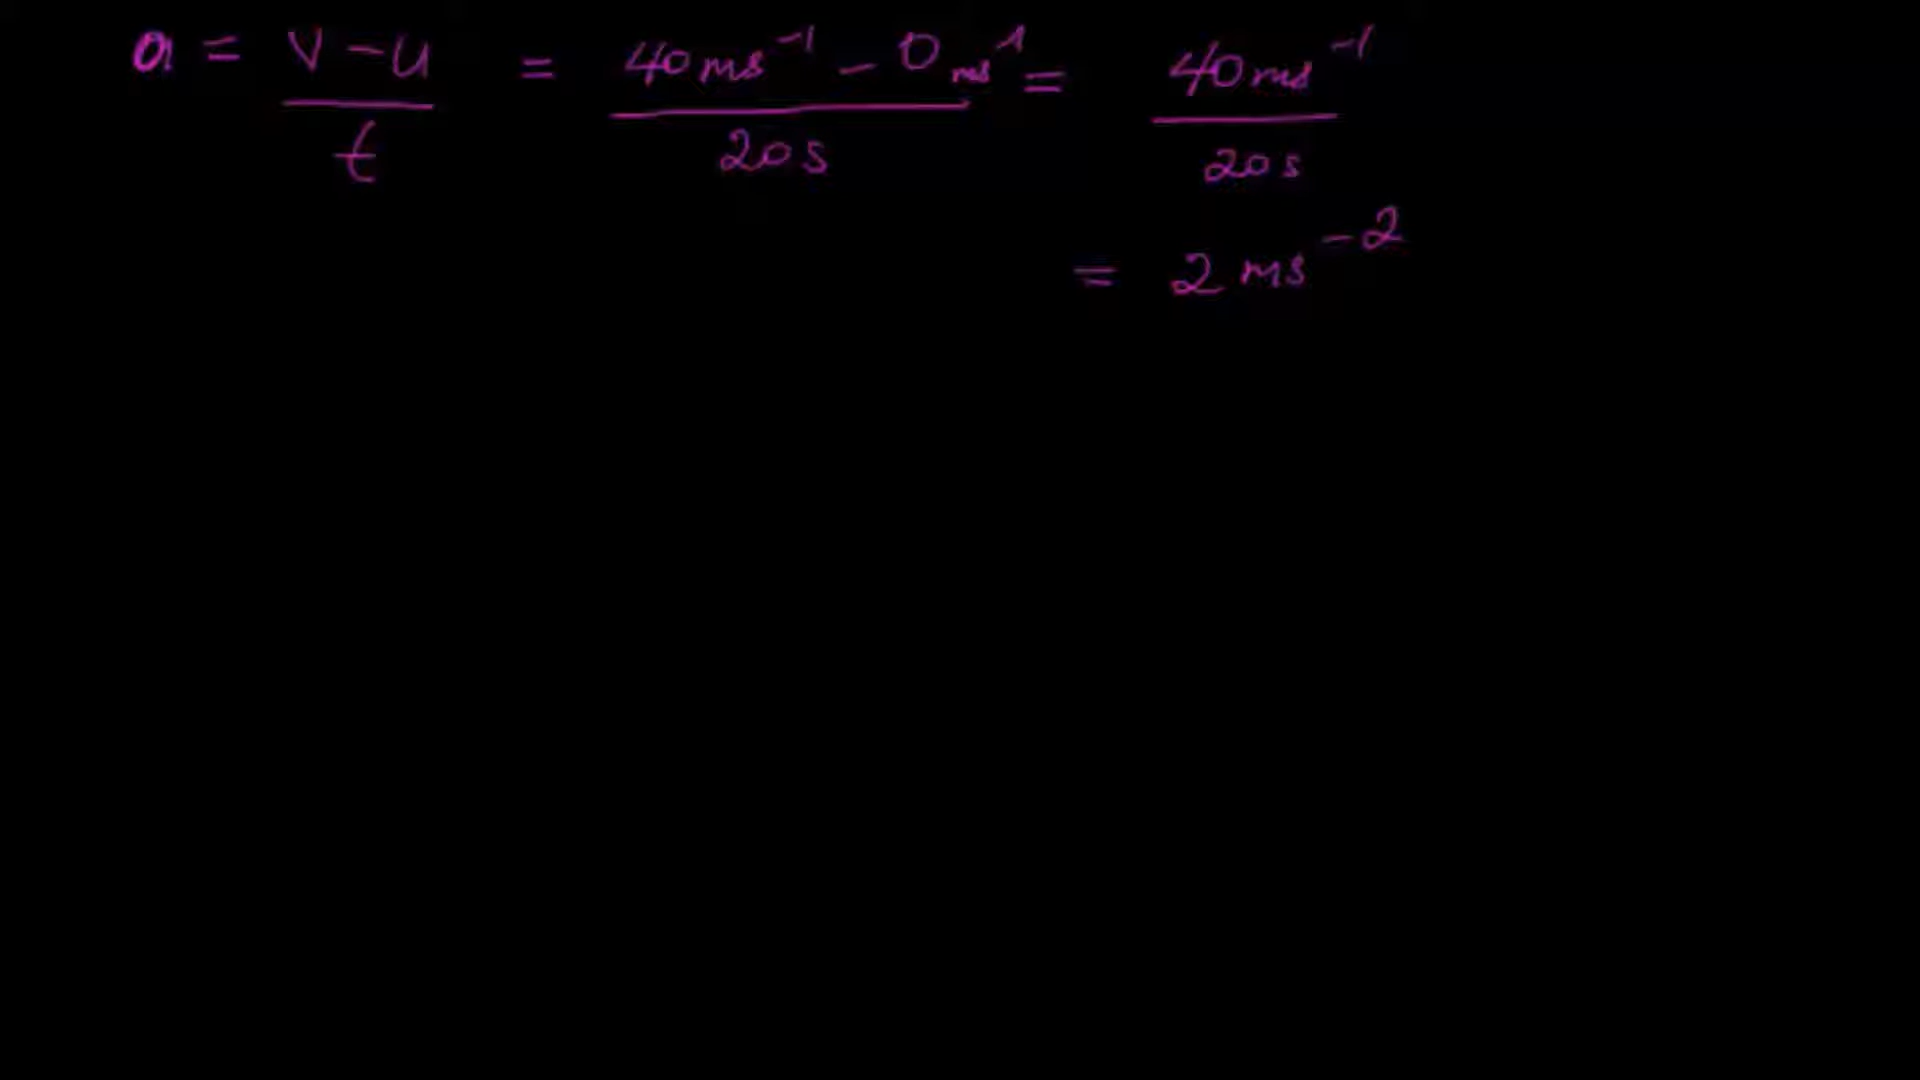 a = v - u / t = 40 ms⁻¹ - 0 ms⁻¹ / 20 s = 40 ms⁻¹ / 20 s
= 2 ms⁻²